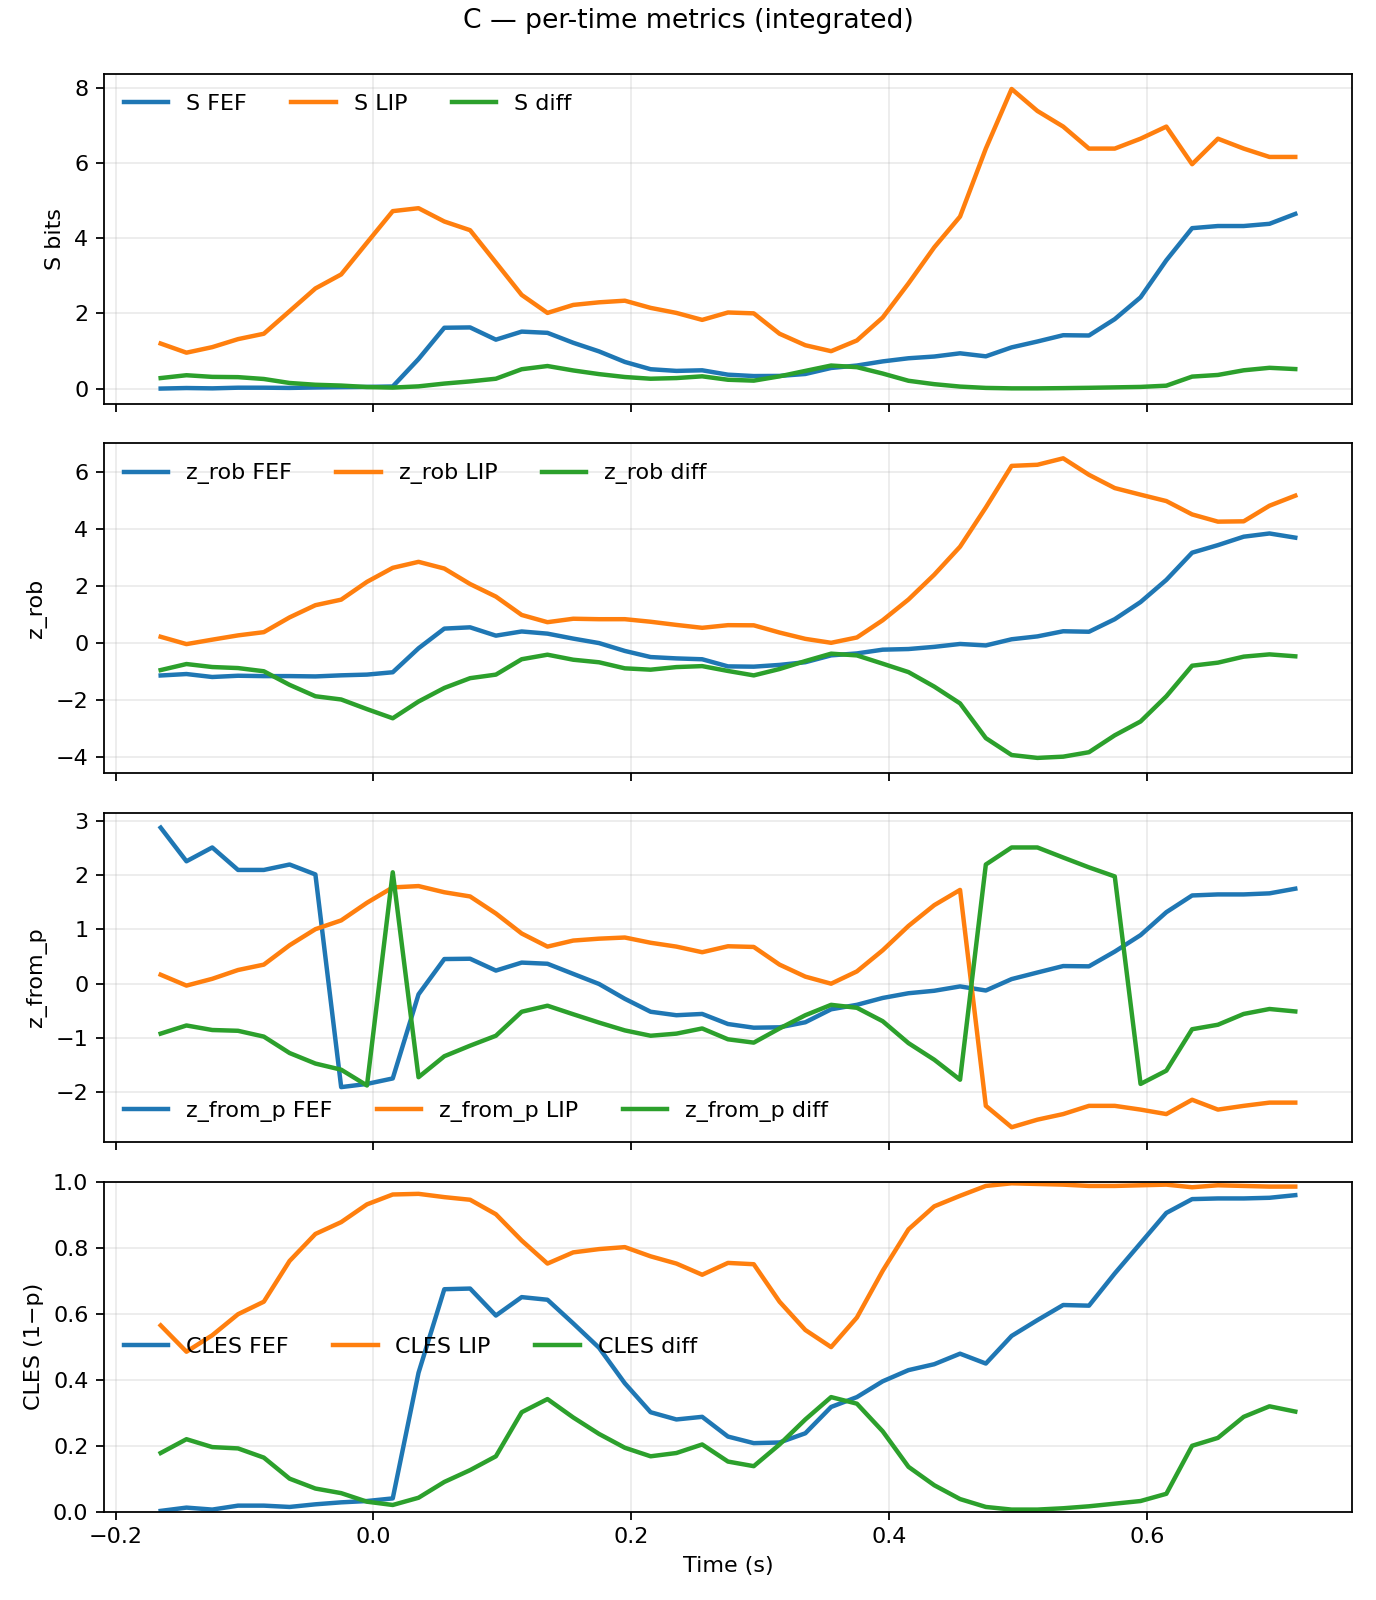 C — per-time metrics (integrated)
S FEF S LIP S diff
8
6
4
2
0
S bits
z_rob FEF z_rob LIP z_rob diff
6
4
2
0
−2
−4
z_rob
3
2
1
0
−1
−2
z_from_p
z_from_p FEF z_from_p LIP z_from_p diff
1.0
0.8
0.6
0.4
0.2
0.0
CLES (1−p)
CLES FEF CLES LIP CLES diff
−0.2 0.0 0.2 0.4 0.6
Time (s)